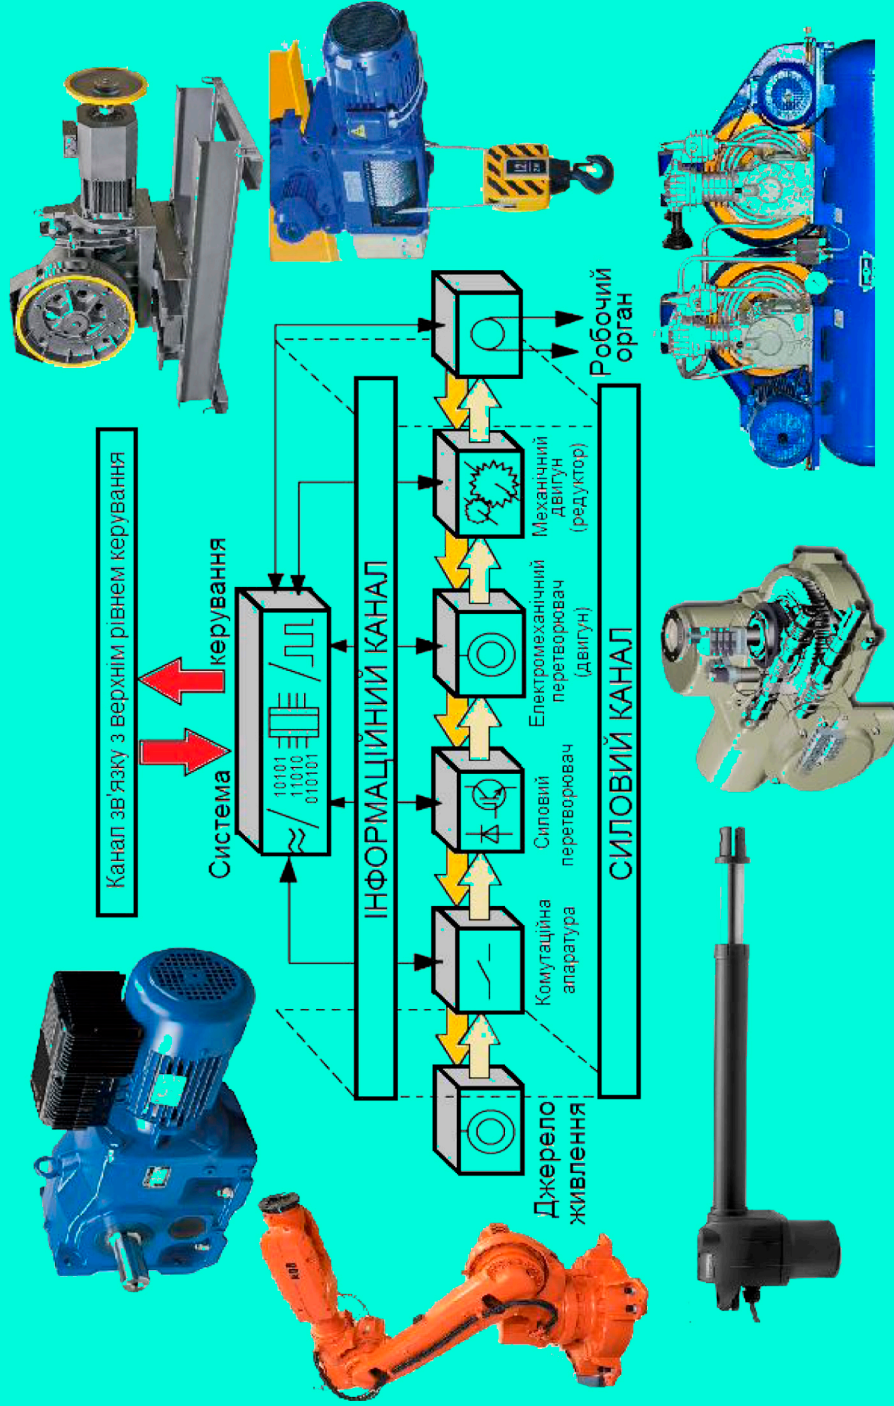 Канал зв'язку з верхнім рівнем керування
Система керування
10101
11010
010101
ІНФОРМАЦІЙНИЙ КАНАЛ
Джерело
живлення
Комутаційна
апаратура
Силовий
перетворювач
Електромеханічний
перетворювач
(двигун)
Механічний
двигун
(редуктор)
Робочий
орган
СИЛОВИЙ КАНАЛ